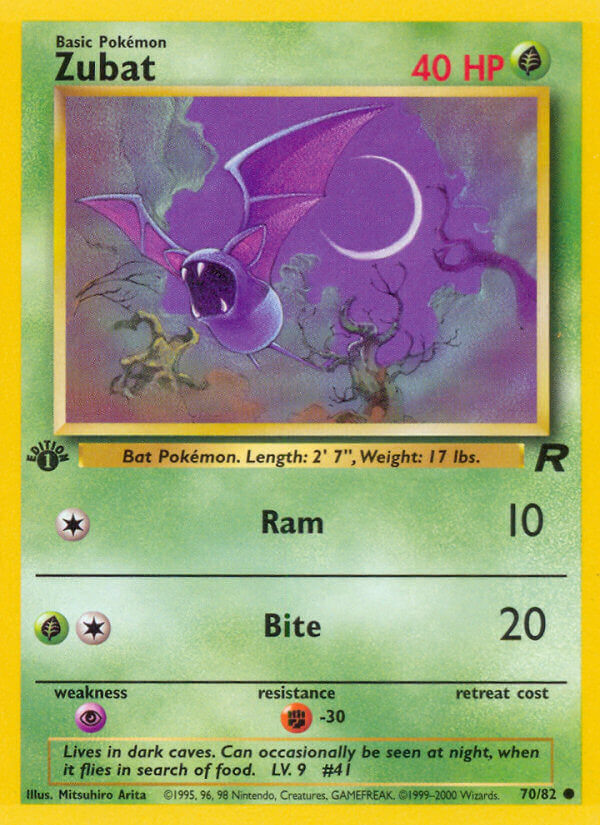 Basic Pokémon
Zubat
40 HP
EDITION
1
Bat Pokémon. Length: 2' 7", Weight: 17 lbs.
R
Ram 10
Bite 20
weakness resistance retreat cost
-30
Lives in dark caves. Can occasionally be seen at night, when
it flies in search of food. LV. 9 #41
Illus. Mitsuhiro Arita ©1995, 96, 98 Nintendo, Creatures, GAMEFREAK. ©1999-2000 Wizards. 70/82